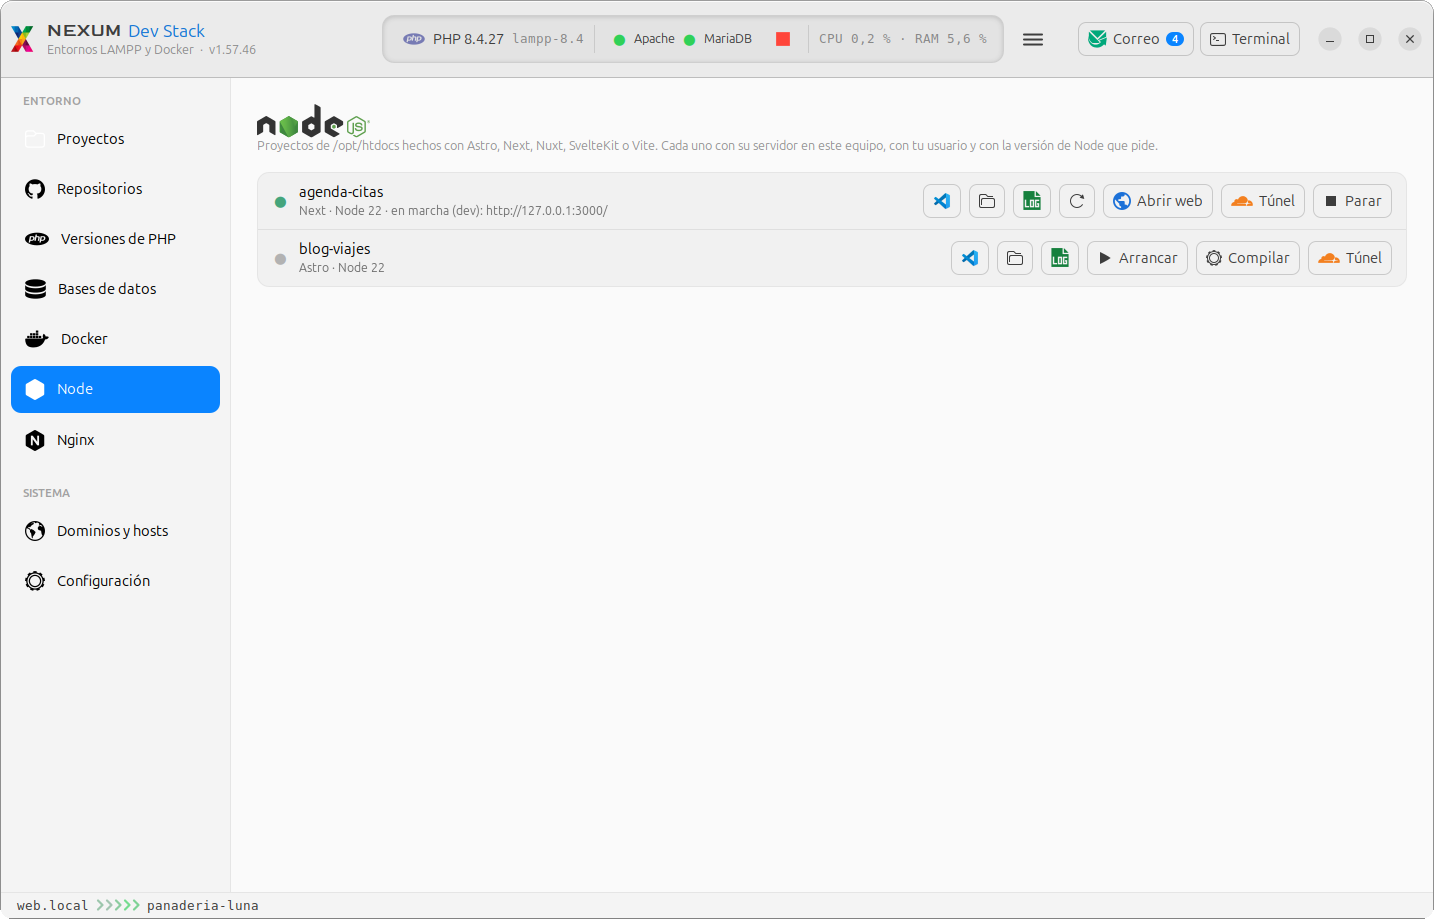 NEXUM Dev Stack
Entornos LAMPP y Docker · v1.57.46
php PHP 8.4.27 lampp-8.4
Apache MariaDB
CPU 0,2 % · RAM 5,6 %
Correo 4
Terminal
ENTORNO
Proyectos
Repositorios
php Versiones de PHP
Bases de datos
Docker
Node
N Nginx
SISTEMA
Dominios y hosts
Configuración
node JS
Proyectos de /opt/htdocs hechos con Astro, Next, Nuxt, SvelteKit o Vite. Cada uno con su servidor en este equipo, con tu usuario y con la versión de Node que pide.
agenda-citas
Next · Node 22 · en marcha (dev): http://127.0.0.1:3000/
LOG Abrir web Túnel Parar
blog-viajes
Astro · Node 22
LOG Arrancar Compilar Túnel
web.local panaderia-luna